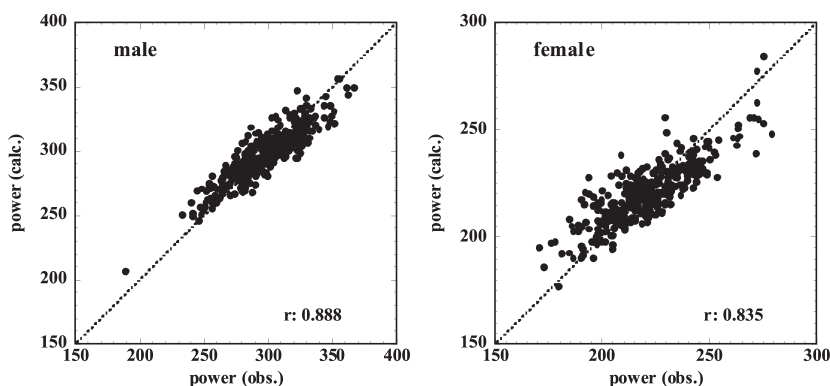 male
400
350
300
250
200
150
150 200 250 300 350 400
power (calc.)
power (obs.)
r: 0.888
female
300
250
200
150
150 200 250 300
power (calc.)
power (obs.)
r: 0.835